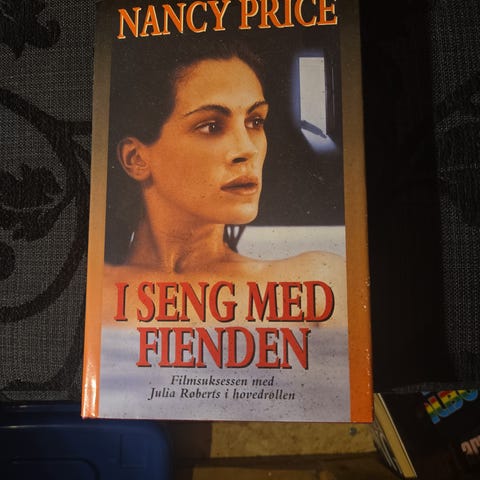 NANCY PRICE
I SENG MED
FIENDEN
Filmsuksessen med
Julia Roberts i hovedrollen